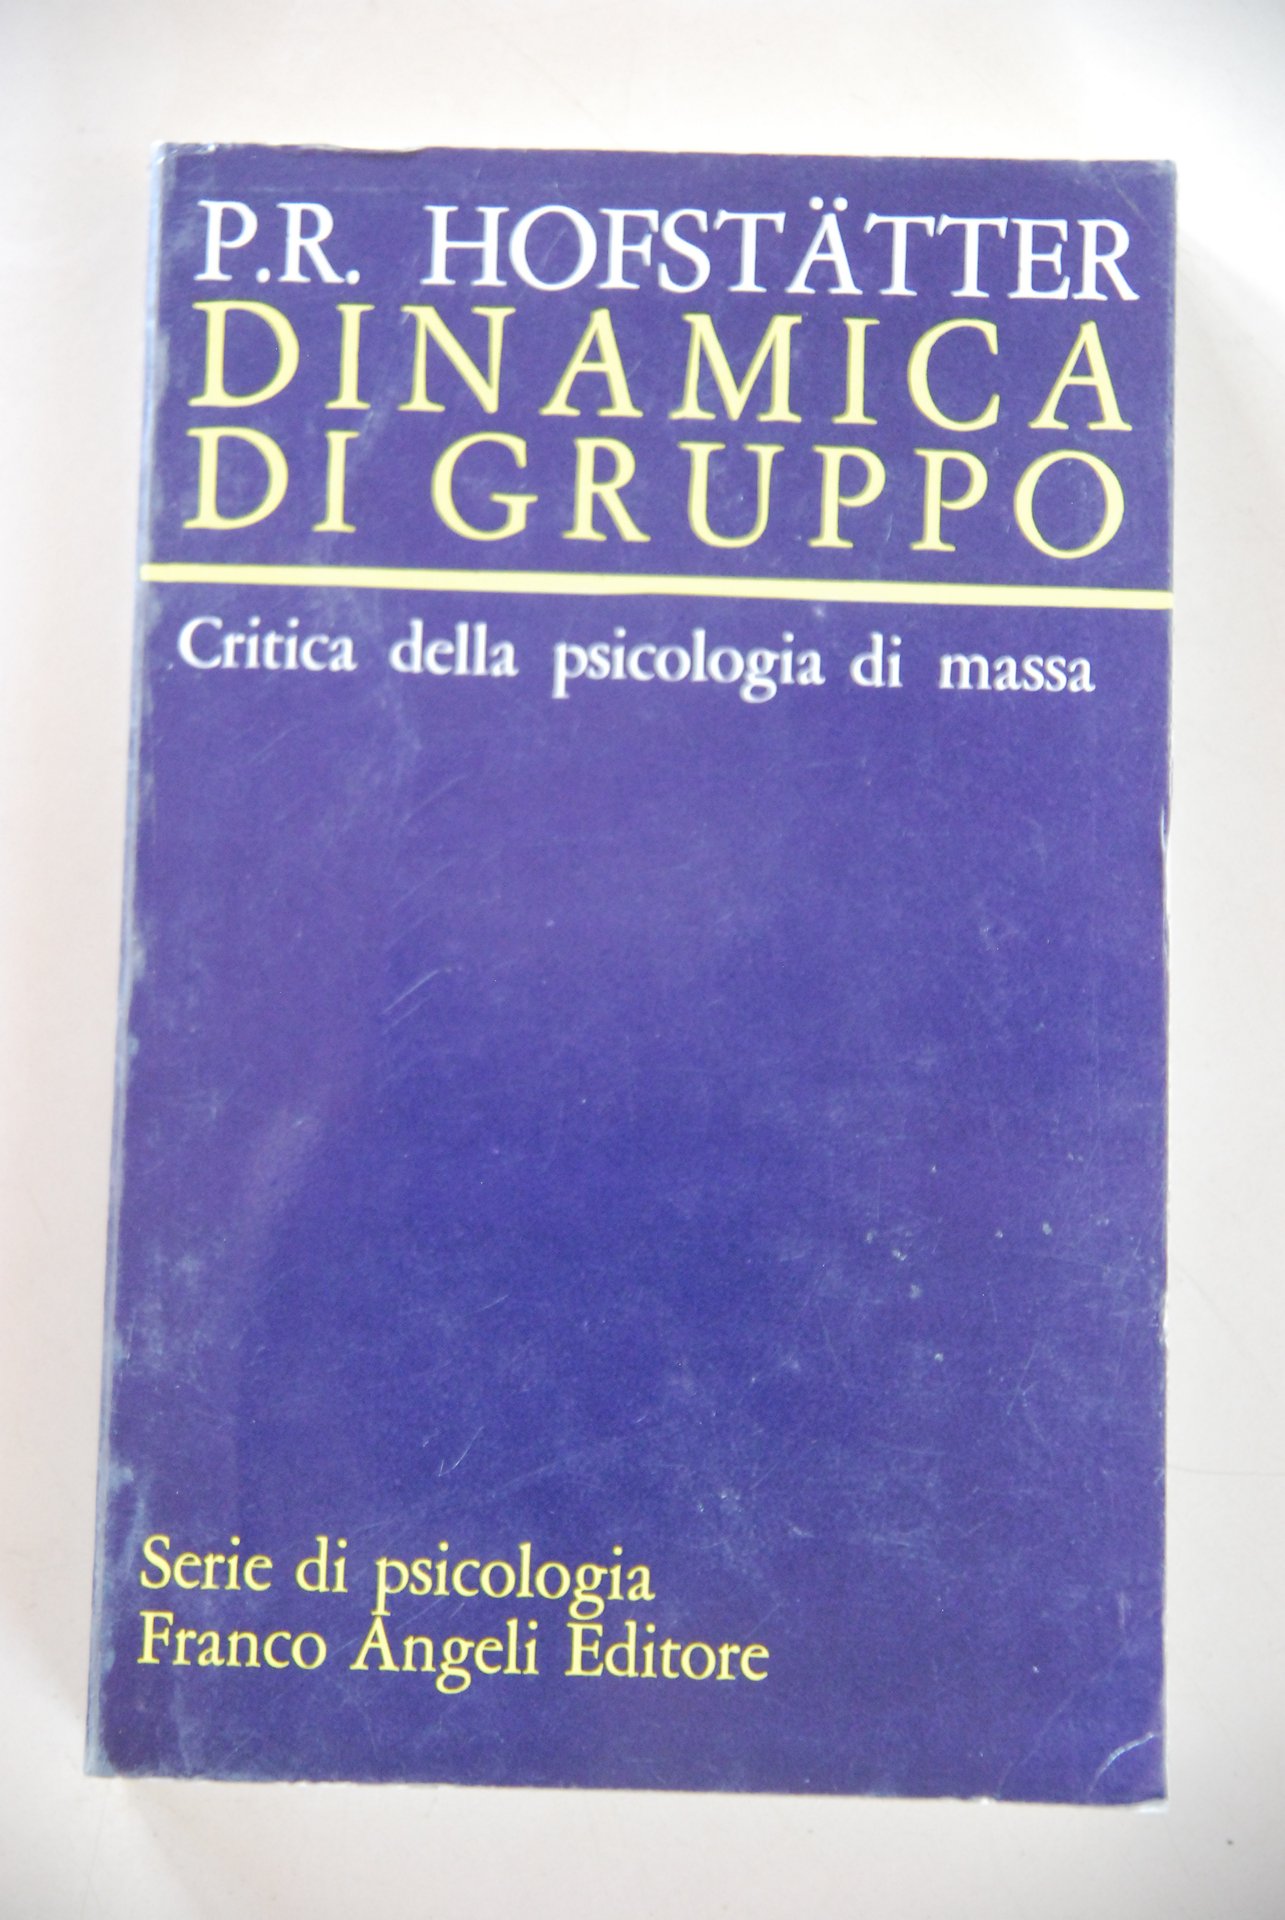 P.R. HOFSTÄTTER
DINAMICA
DI GRUPPO
Critica della psicologia di massa
Serie di psicologia
Franco Angeli Editore